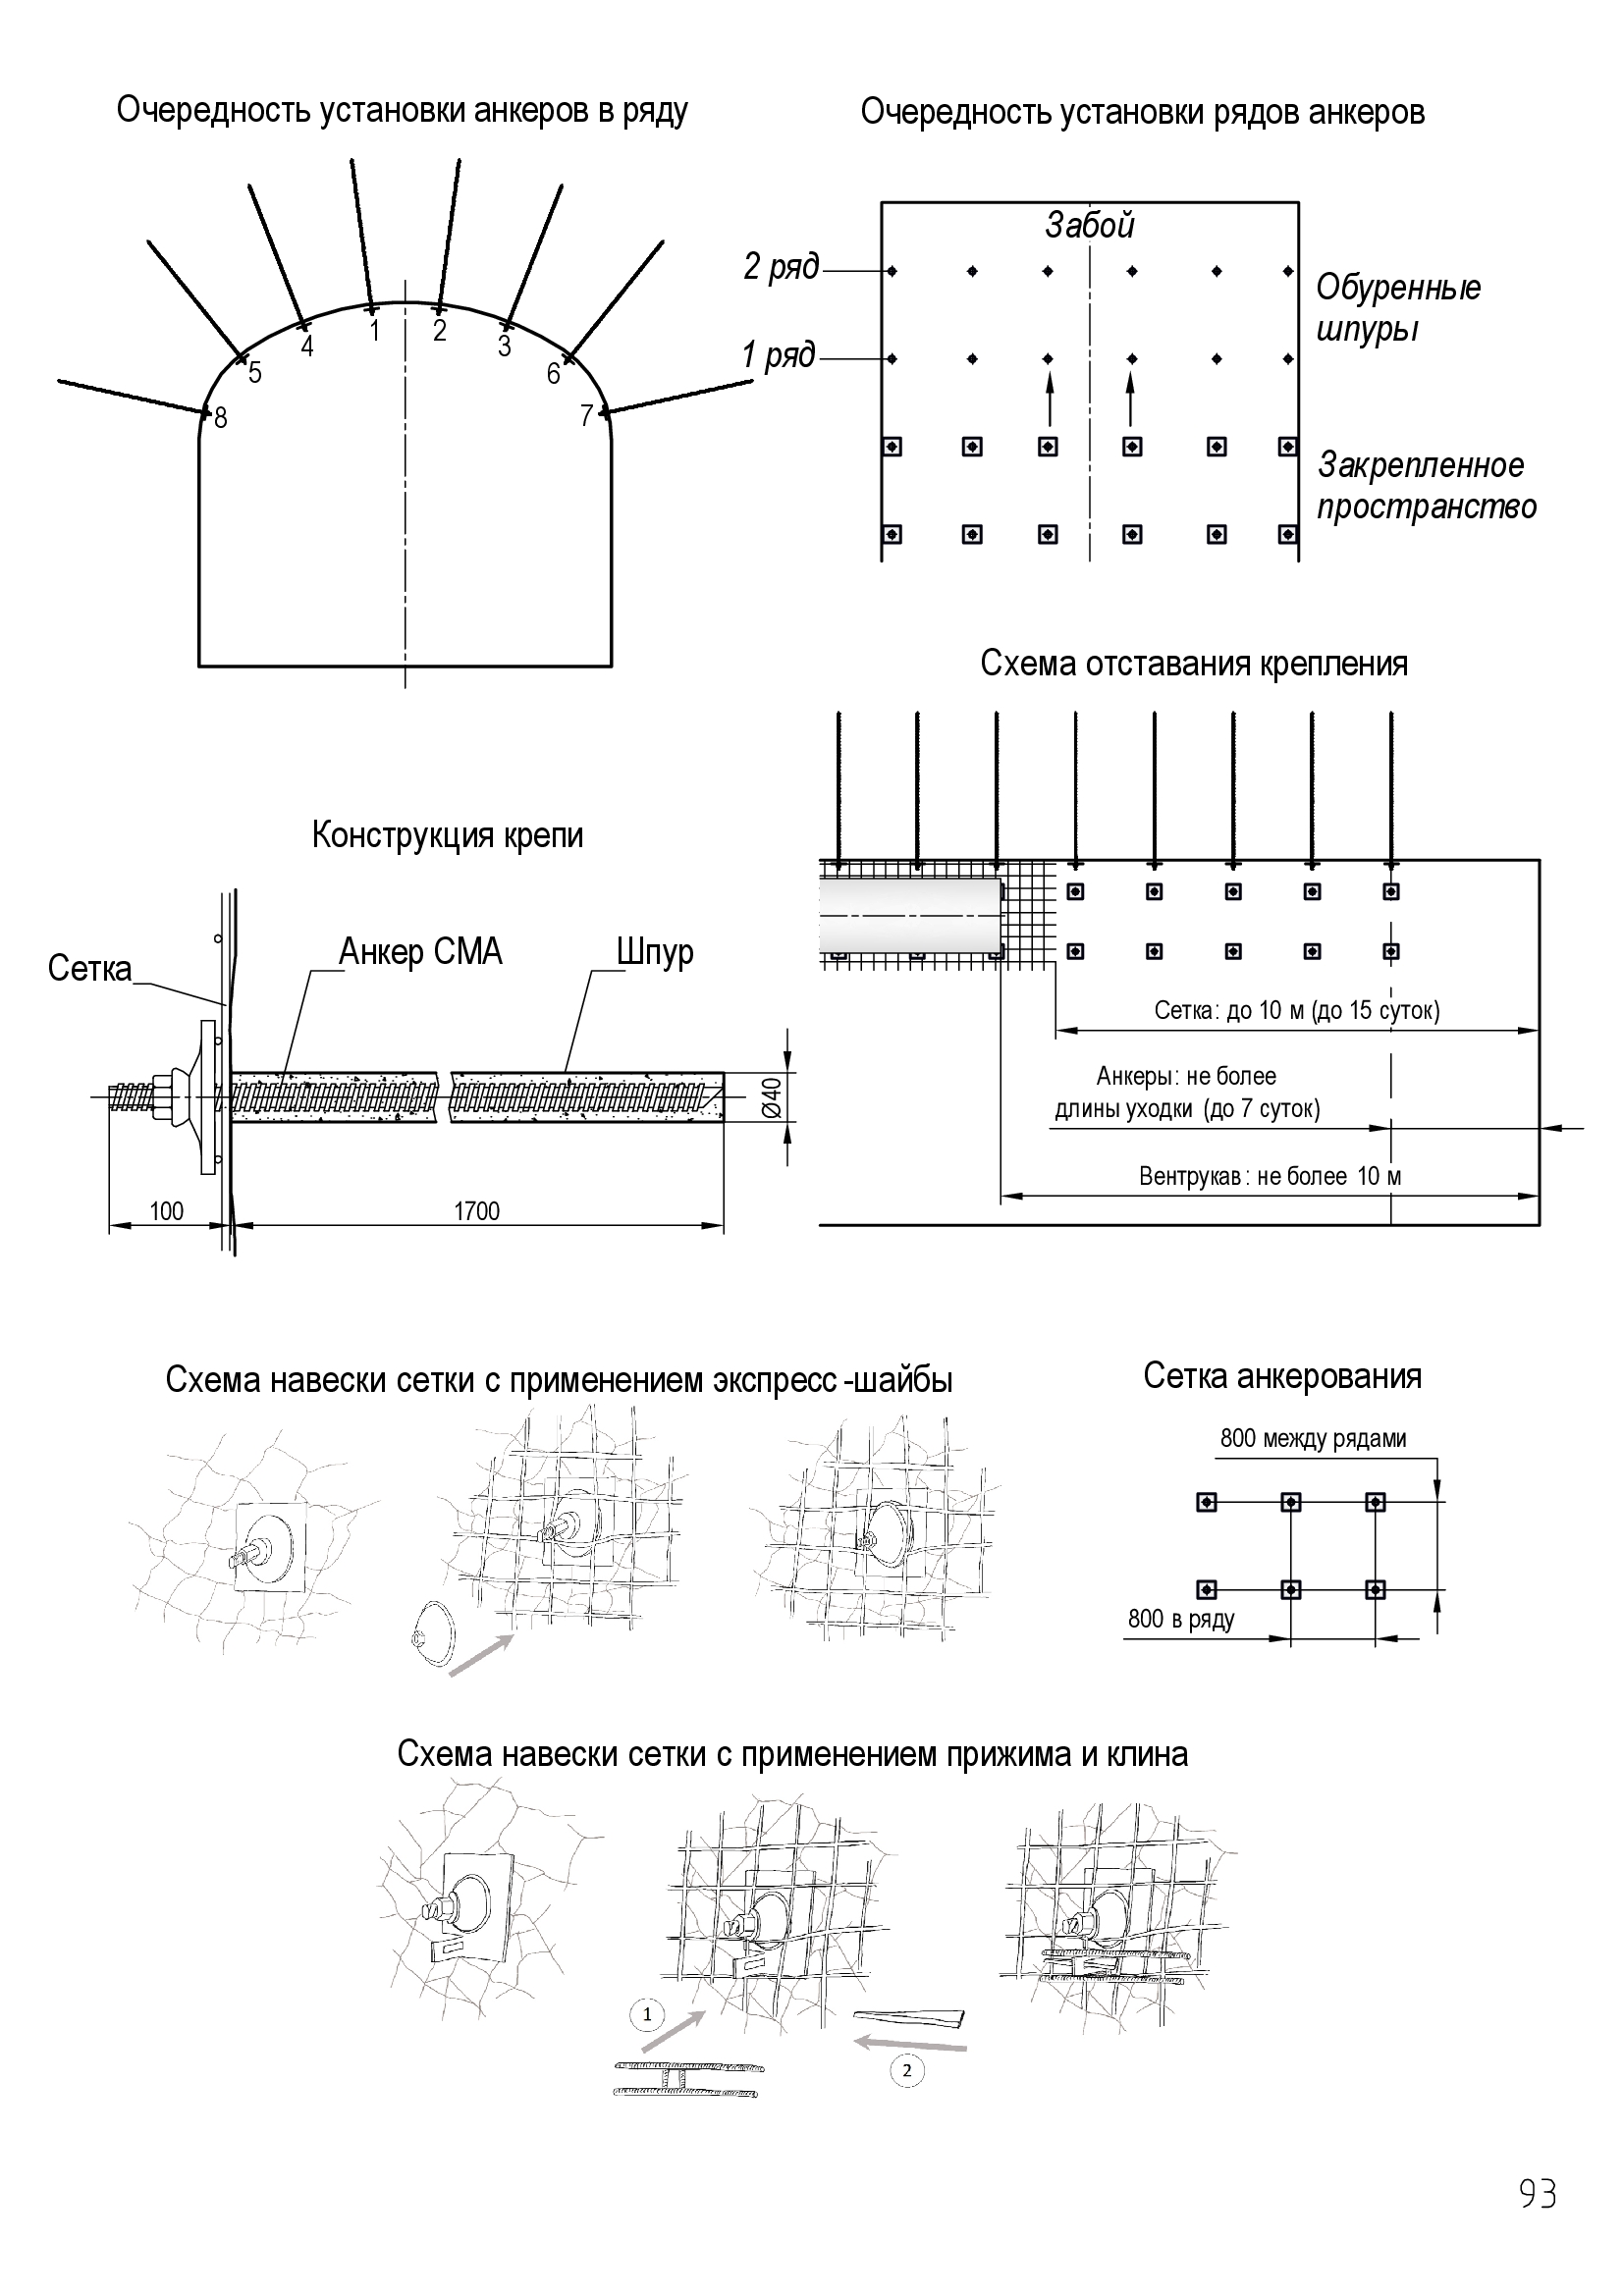 Очередность установки анкеров в ряду
1
2
3
4
5
6
7
8
Очередность установки рядов анкеров
Забой
2 ряд
Обуренные
шпуры
1 ряд
Закрепленное
пространство
Схема отставания крепления
Сетка: до 10 м (до 15 суток)
Анкеры: не более
длины уходки (до 7 суток)
Вентрукав: не более 10 м
Конструкция крепи
Сетка
Анкер СМА
Шпур
Ø40
100
1700
Схема навески сетки с применением экспресс-шайбы
Сетка анкерования
800 между рядами
800 в ряду
Схема навески сетки с применением прижима и клина
1
2
93